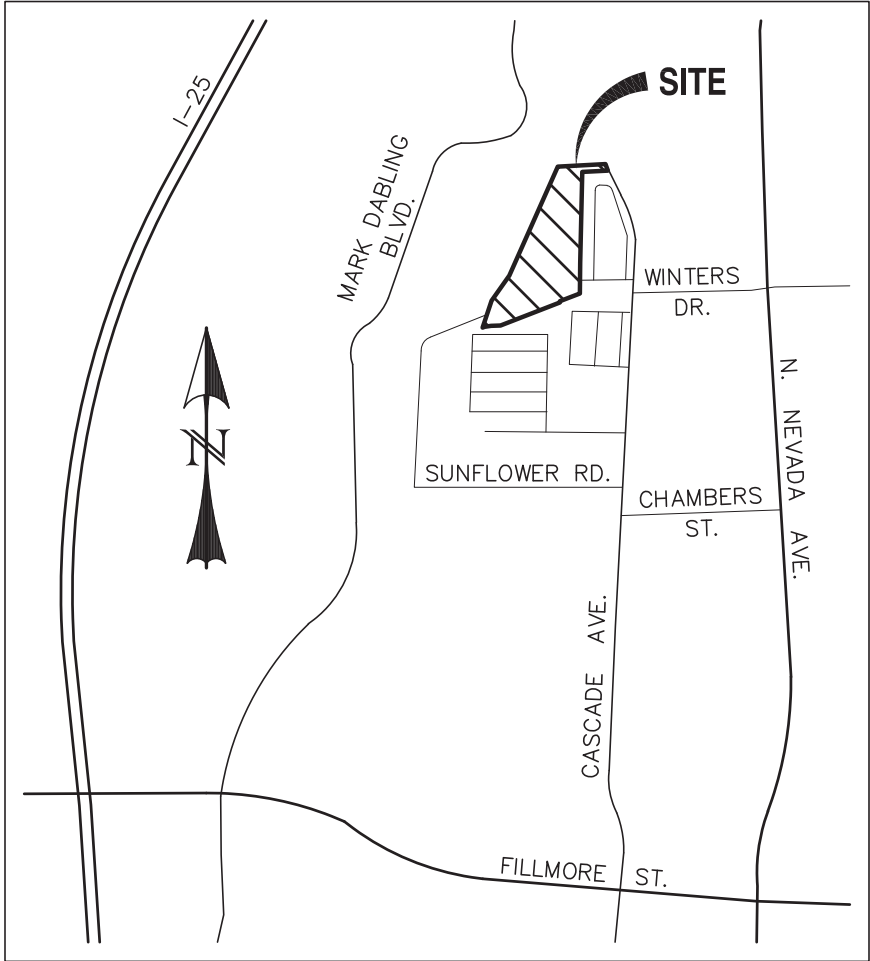 SITE
I-25
MARK DABLING
BLVD.
WINTERS
DR.
N. NEVADA AVE.
N
SUNFLOWER RD.
CHAMBERS
ST.
CASCADE AVE.
FILLMORE ST.